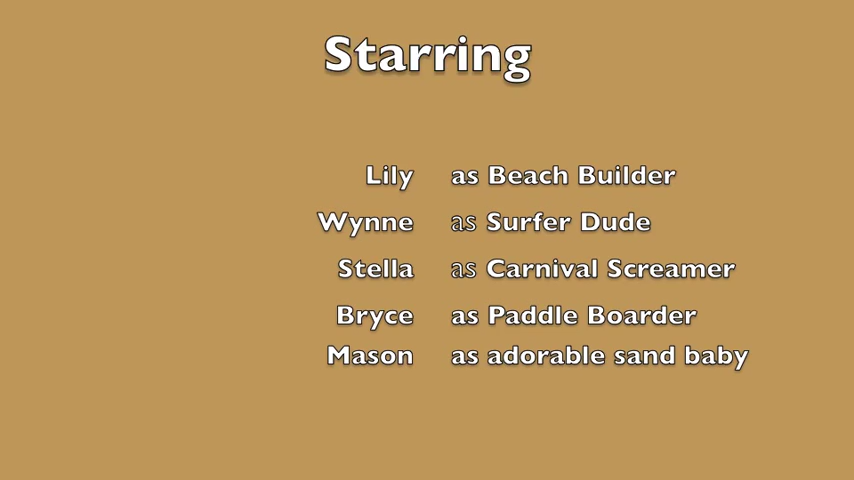 Starring
Lily as Beach Builder
Wynne as Surfer Dude
Stella as Carnival Screamer
Bryce as Paddle Boarder
Mason as adorable sand baby